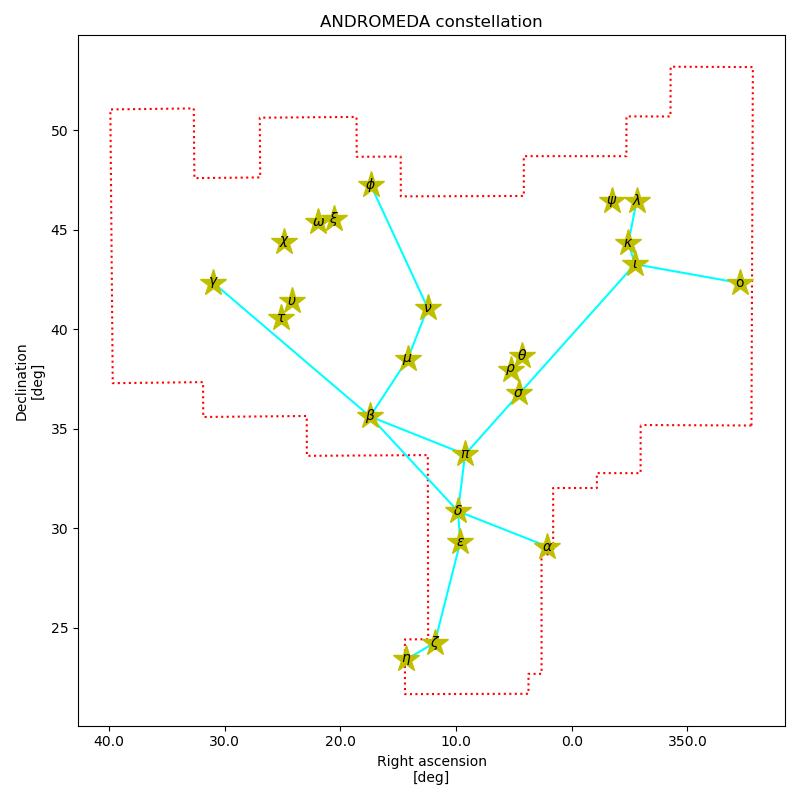 ANDROMEDA constellation
50
45
40
35
30
25
Declination
[deg]
φ
ψ λ
ω ξ
χ
κ
ι
γ
ο
υ
ν
τ
θ
μ
ρ
σ
β
π
δ
ε
α
ζ
η
40.0 30.0 20.0 10.0 0.0 350.0
Right ascension
[deg]